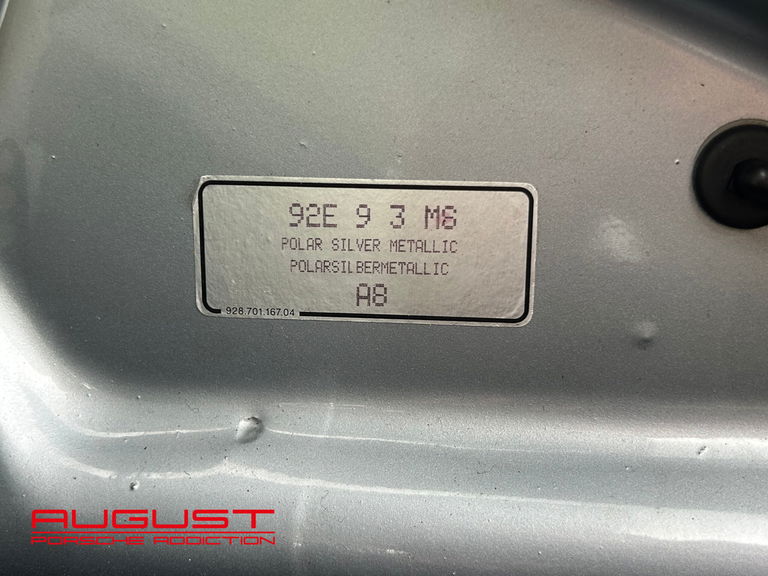 92E 9 3 M6
POLAR SILVER METALLIC
POLARSILBERMETALLIC
A8
928.701.167.04
AUGUST
PORSCHE ADDICTION